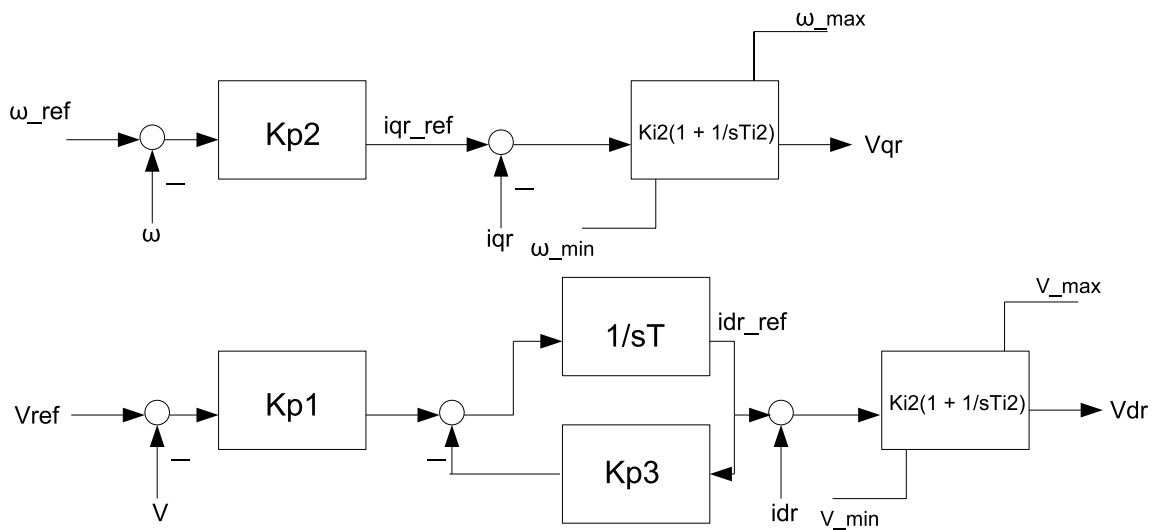 ω_max
ω_ref
Kp2
iqr_ref
Ki2(1 + 1/sTi2)
Vqr
ω
iqr
ω_min
V_max
1/sT
idr_ref
Vref
Kp1
Ki2(1 + 1/sTi2)
Vdr
Kp3
V
idr
V_min